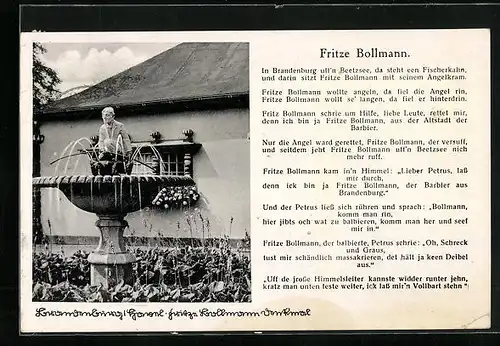 Fritze Bollmann.
In Brandenburg uff'n Beetzsee, da steht een Fischerkahn,
und darin sitzt Fritze Bollmann mit seinem Angelkram.
Fritze Bollmann wollte angeln, da fiel die Angel rin,
Fritze Bollmann wollt se' langen, da fiel er hinterdrin.
Fritz Bollmann schrie um Hilfe, liebe Leute, rettet mir,
denn ick bin ja Fritze Bollmann, aus der Altstadt der
Barbier.
Nur die Angel ward gerettet, Fritze Bollmann, der versuff,
und seitdem jeht Fritze Bollmann uff'n Beetzsee nich
mehr ruff.
Fritze Bollmann kam in'n Himmel: „Lieber Petrus, laß
mir durch,
denn ick bin ja Fritze Bollmann, der Barbier aus
Brandenburg."
Und der Petrus ließ sich rühren und sprach: „Bollmann,
komm man rin,
hier jibts och wat zu balbieren, komm man her und seef
mir in."
Fritze Bollmann, der balbierte, Petrus schrie: „Oh, Schreck
und Graus,
tust mir schändlich massakrieren, det hält ja keen Deibel
aus."
„Uff de jroße Himmelsleiter kannste widder runter jehn,
kratz man unten feste weiter, ick laß mir'n Vollbart stehn"
Brandenburg/Havel-Fritze Bollmann Denkmal